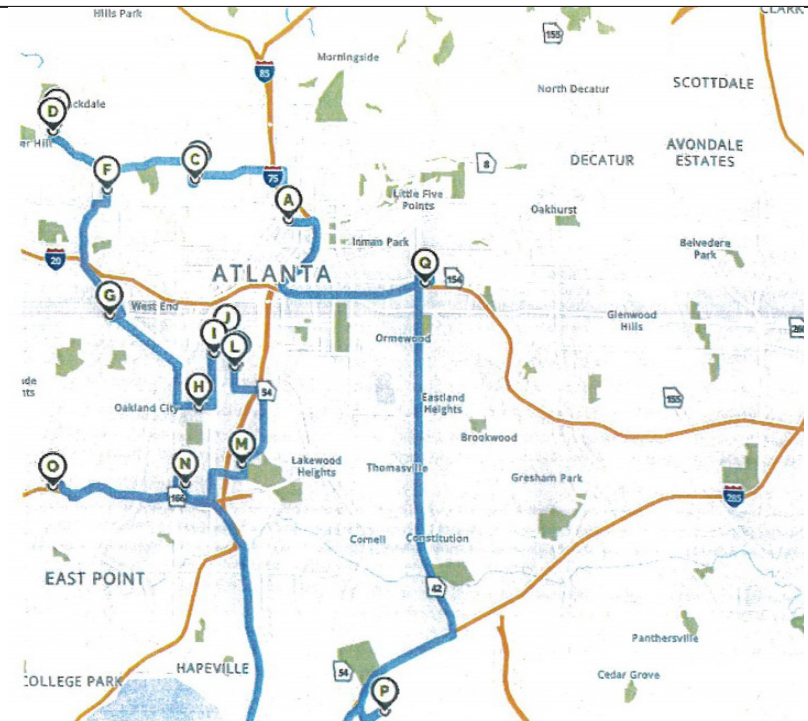 Hills Park
CLARK
155
85
Morningside
North Decatur
SCOTTDALE
D
ckdale
er Hill
C
8
DECATUR
AVONDALE
ESTATES
F
75
A
Little Five
Points
Oakhurst
Inman Park
Belvedere
Park
20
ATLANTA
Q
154
G
West End
Glenwood
Hills
J
I
L
Ormewood
H
54
Eastland
Heights
155
Oakland City
Brookwood
M
O
N
Lakewood
Heights
Thomasville
Gresham Park
166
285
Cornell
Constitution
EAST POINT
42
Panthersville
54
HAPEVILLE
COLLEGE PARK
Cedar Grove
P